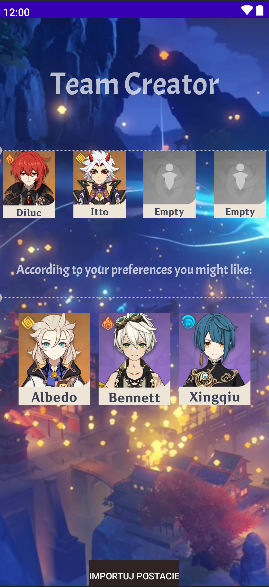 12:00
Team Creator
Diluc
Itto
Empty
Empty
According to your preferences you might like:
Albedo
Bennett
Xingqiu
IMPORTUJ POSTACIE